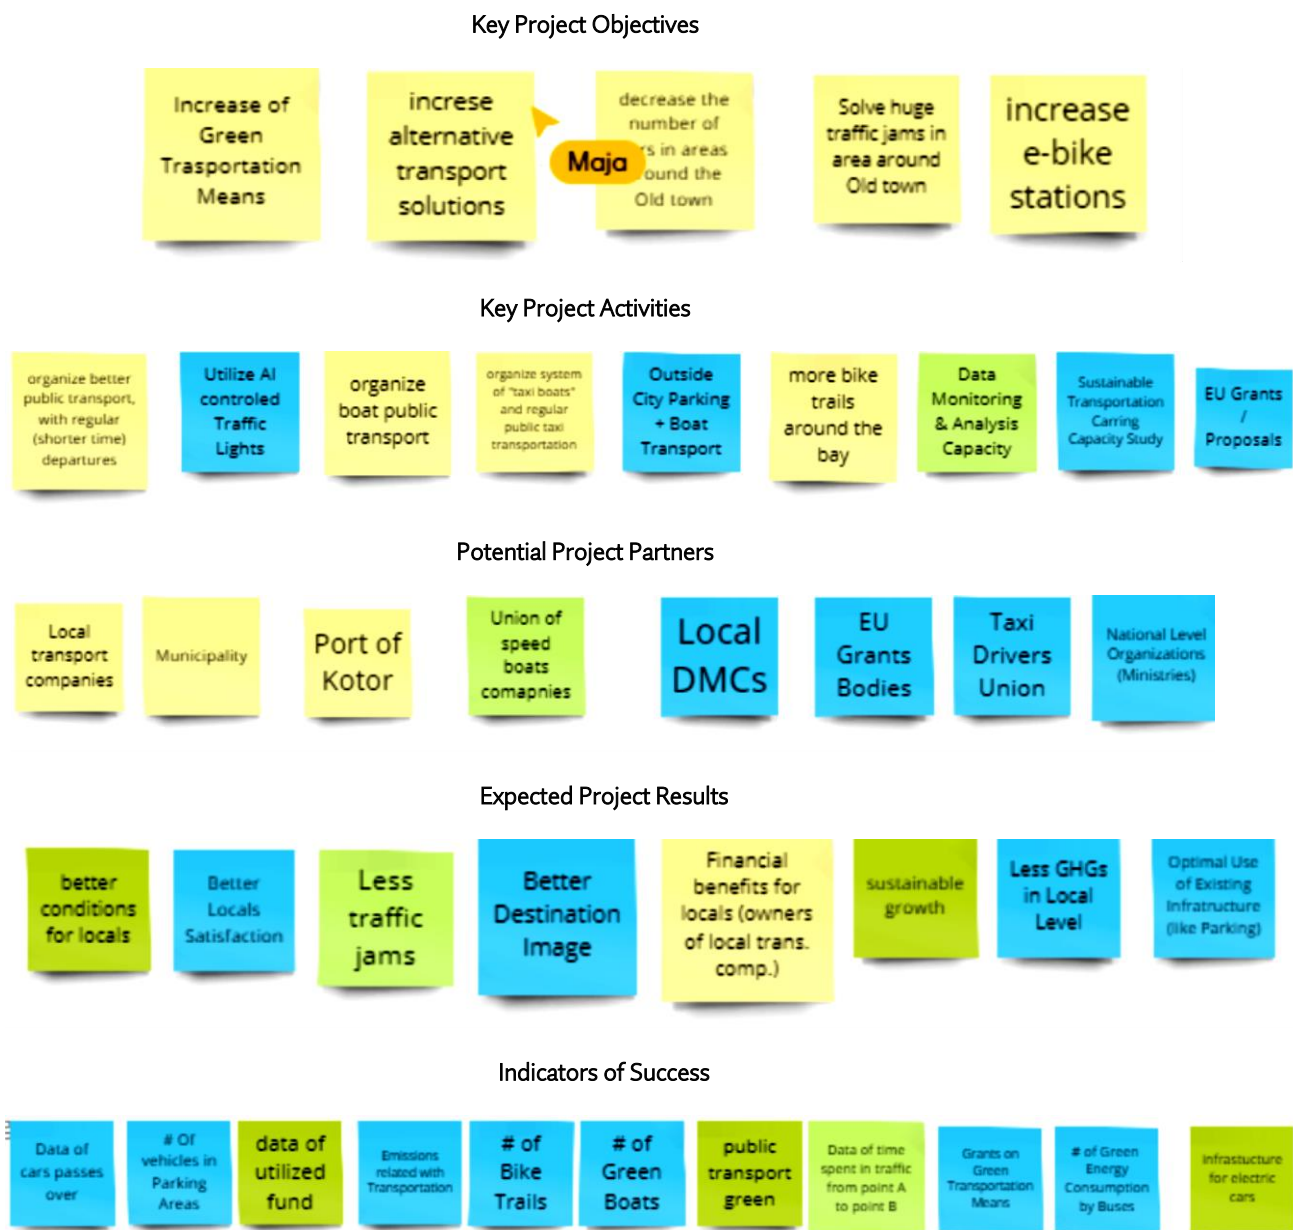 Key Project Objectives
Increase of
Green
Trasportation
Means
increse
alternative
transport
solutions
Maja
decrease the
number of
rs in areas
ound the
Old town
Solve huge
traffic jams in
area around
Old town
increase
e-bike
stations
Key Project Activities
organize better
public transport,
with regular
(shorter time)
departures
Utilize AI
controled
Traffic
Lights
organize
boat public
transport
organize system
of "taxi boats"
and regular
public taxi
transportation
Outside
City Parking
+ Boat
Transport
more bike
trails
around the
bay
Data
Monitoring
& Analysis
Capacity
Sustainable
Transportation
Carring
Capacity Study
EU Grants
/
Proposals
Potential Project Partners
Local
transport
companies
Municipality
Port of
Kotor
Union of
speed
boats
comapnies
Local
DMCs
EU
Grants
Bodies
Taxi
Drivers
Union
National Level
Organizations
(Ministries)
Expected Project Results
better
conditions
for locals
Better
Locals
Satisfaction
Less
traffic
jams
Better
Destination
Image
Financial
benefits for
locals (owners
of local trans.
comp.)
sustainable
growth
Less GHGs
in Local
Level
Optimal Use
of Existing
Infratructure
(like Parking)
Indicators of Success
Data of
cars passes
over
# Of
vehicles in
Parking
Areas
data of
utilized
fund
Emissions
related with
Transportation
# of
Bike
Trails
# of
Green
Boats
public
transport
green
Data of time
spent in traffic
from point A
to point B
Grants on
Green
Transportation
Means
# of Green
Energy
Consumption
by Buses
infrastucture
for electric
cars